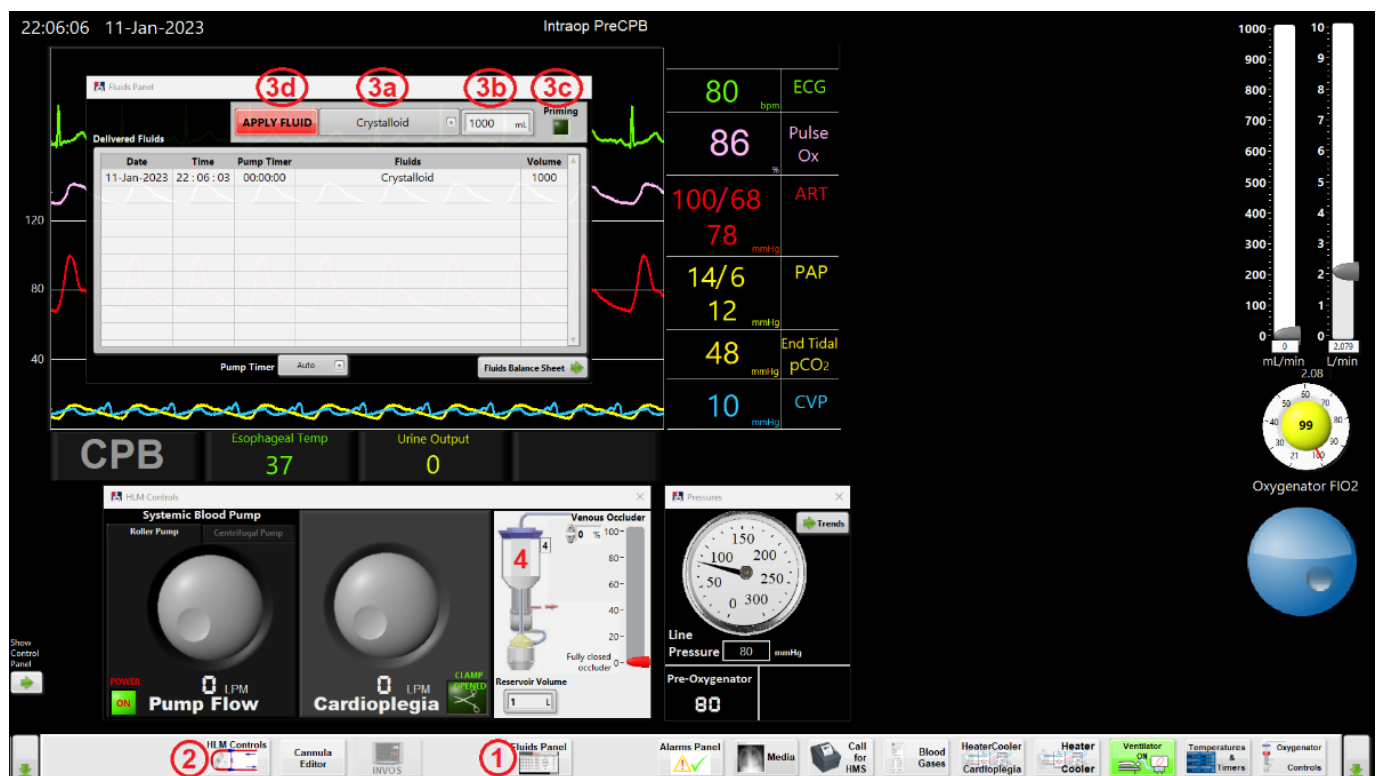 22:06:06 11-Jan-2023
Intraop PreCPB
Fluids Panel
3d 3a 3b 3c
APPLY FLUID Crystalloid 1000 mL Priming
Delivered Fluids
Date Time Pump Timer Fluids Volume
11-Jan-2023 22 : 06 : 03 00:00:00 Crystalloid 1000
Pump Timer Auto Fluids Balance Sheet
120
80
40
80 bpm ECG
86 % Pulse Ox
100/68 ART
78 mmHg
14/6 PAP
12 mmHg
48 mmHg End Tidal pCO2
10 mmHg CVP
1000 10
900 9
800 8
700 7
600 6
500 5
400 4
300 3
200 2
100 1
0 0
0 2.079
mL/min L/min
2.08
60
50 70
40 99 80
30 90
21 100
Oxygenator FIO2
CPB
Esophageal Temp
37
Urine Output
0
HLM Controls
Systemic Blood Pump
Roller Pump Centrifugal Pump
POWER
ON
0 LPM
Pump Flow
0 LPM
Cardioplegia
CLAMP
OPENED
Venous Occluder
0 % 100
4 4
80
60
40
20
Fully closed
occluder 0
Reservoir Volume
1 L
Pressures
Trends
150
100 200
50 250
0 300
Line
Pressure 80 mmHg
Pre-Oxygenator
80
Show
Control
Panel
2 HLM Controls
Cannula
Editor
INVOS
1 Fluids Panel
Alarms Panel
Media
Call
for
HMS
Blood
Gases
HeaterCooler
Cardioplegia
Heater
Cooler
Ventilator
ON
Temperatures
&
Timers
Oxygenator
Controls